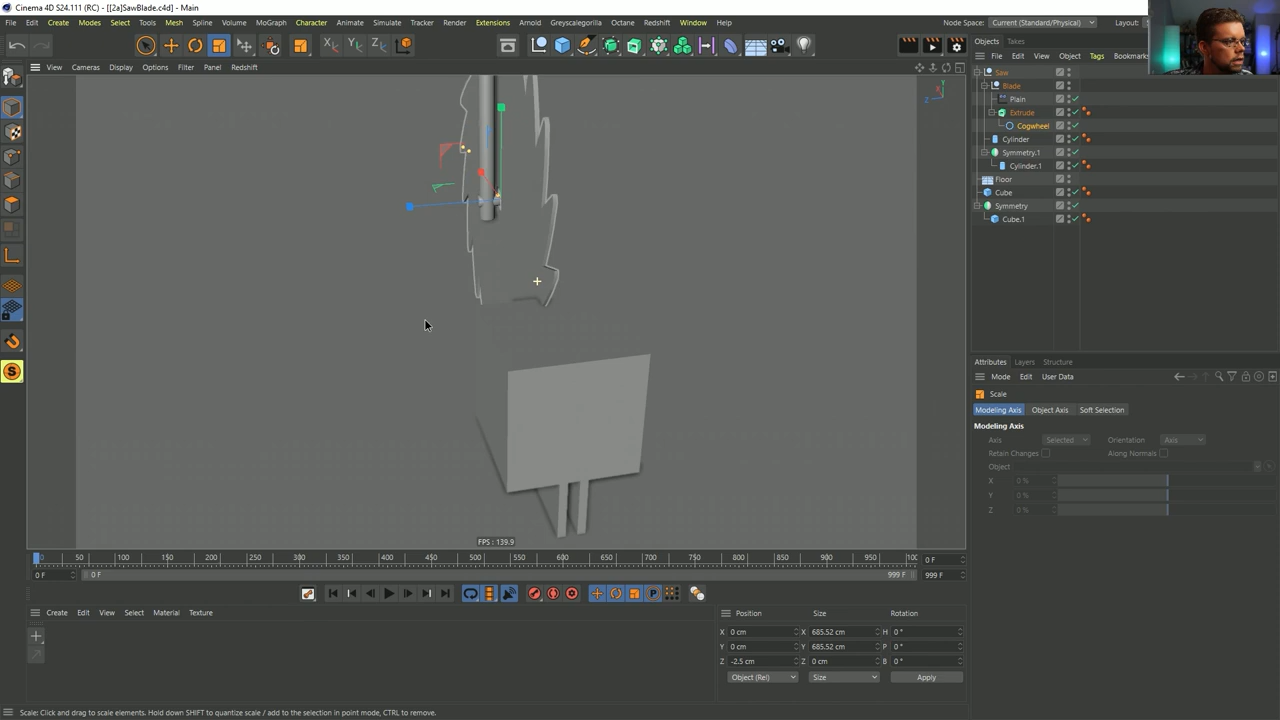 Cinema 4D S24.111 (RC) - [[2a]SawBlade.c4d] - Main
File Create Modes Select Tools Mesh Spline Volume MoGraph Character Animate Simulate Tracker Render Extensions Arnold Greyscalegorilla Octane Redshift Window Help Node Space: Current (Standard/Physical) Layout:
View Cameras Display Options Filter Panel Redshift
X Y Z
Objects Takes
File Edit View Object Tags Bookmarks
Saw
Blade
Plain
Extrude
Cogwheel
Cylinder
Symmetry.1
Cylinder.1
Floor
Cube
Symmetry
Cube.1
Y
Z
Attributes Layers Structure
Mode Edit User Data
Scale
Modeling Axis Object Axis Soft Selection
Modeling Axis
Axis Selected Orientation Axis
Retain Changes Along Normals
Object
X 0 %
Y 0 %
Z 0 %
FPS : 139.9
0 50 100 150 200 250 300 350 400 450 500 550 600 650 700 750 800 850 900 950 100 0 F
0 F 0 F 999 F 999 F
Create Edit View Select Material Texture
Position Size Rotation
X 0 cm X 685.52 cm H 0 °
Y 0 cm Y 685.52 cm P 0 °
Z -2.5 cm Z 0 cm B 0 °
Object (Rel) Size Apply
Scale: Click and drag to scale elements. Hold down SHIFT to quantize scale / add to the selection in point mode, CTRL to remove.